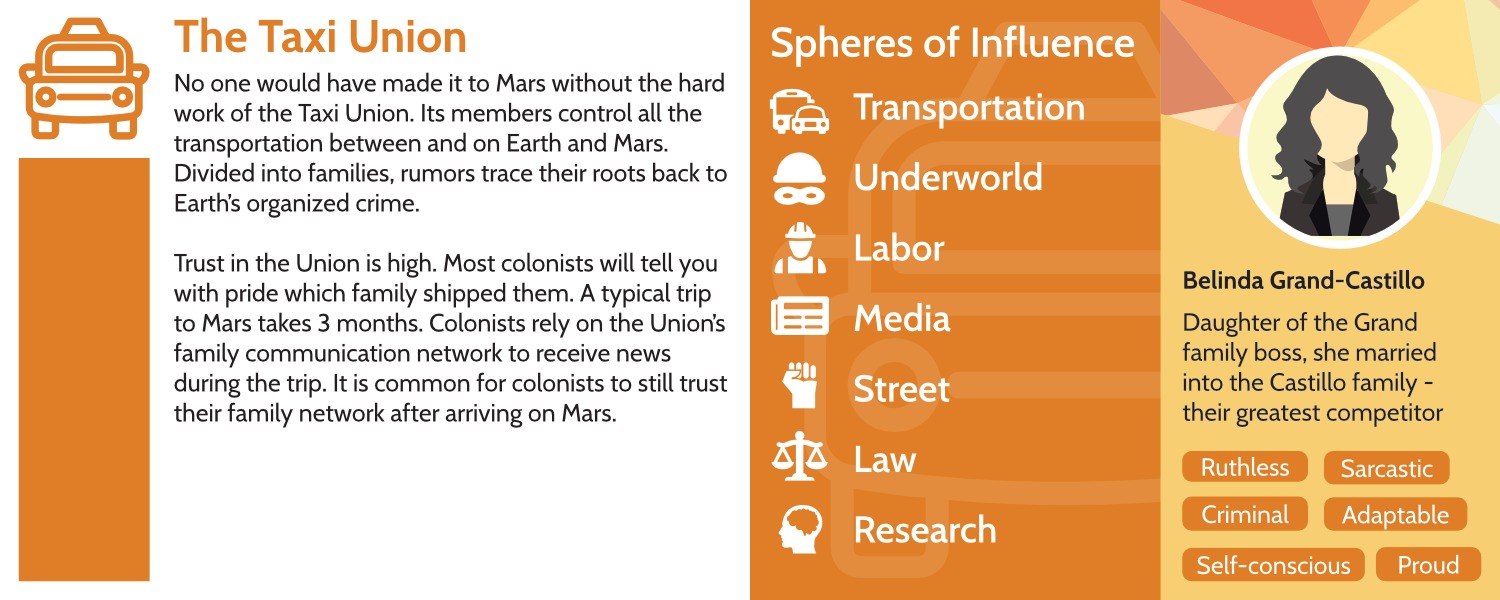 The Taxi Union
No one would have made it to Mars without the hard
work of the Taxi Union. Its members control all the
transportation between and on Earth and Mars.
Divided into families, rumors trace their roots back to
Earth's organized crime.
Trust in the Union is high. Most colonists will tell you
with pride which family shipped them. A typical trip
to Mars takes 3 months. Colonists rely on the Union's
family communication network to receive news
during the trip. It is common for colonists to still trust
their family network after arriving on Mars.
Spheres of Influence
Transportation
Underworld
Labor
Media
Street
Law
Research
Belinda Grand-Castillo
Daughter of the Grand
family boss, she married
into the Castillo family -
their greatest competitor
Ruthless Sarcastic
Criminal Adaptable
Self-conscious Proud